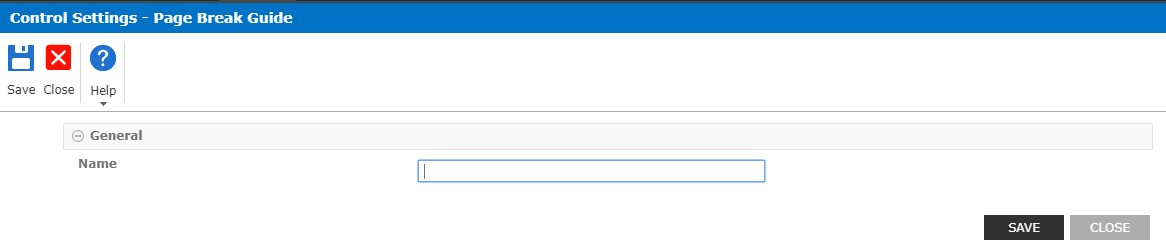 Control Settings - Page Break Guide
Save Close Help
General
Name
SAVE CLOSE